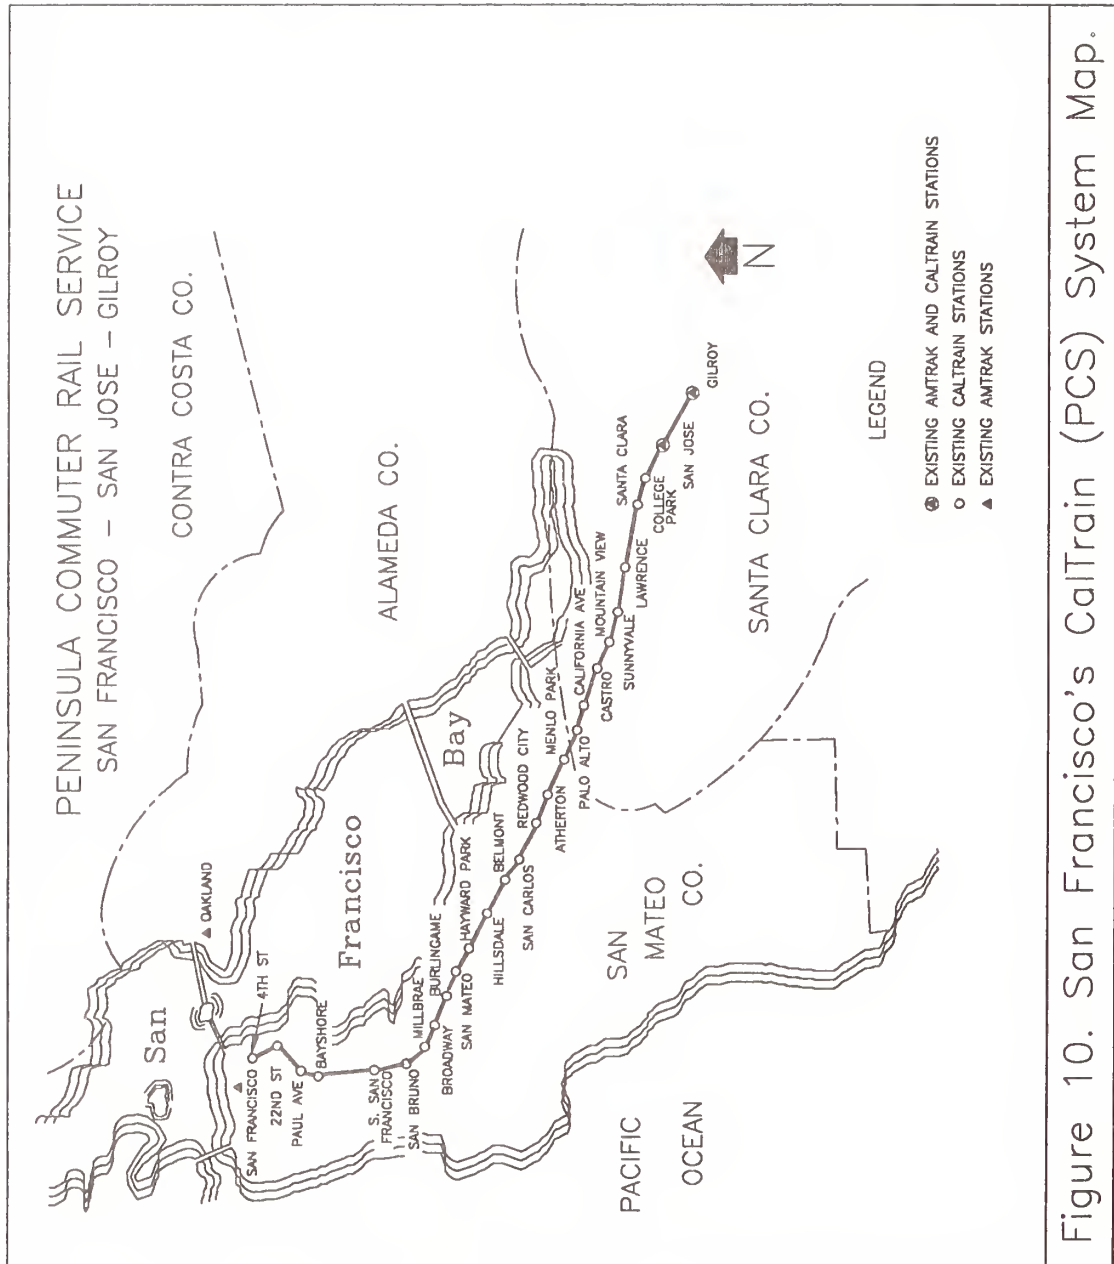 PENINSULA COMMUTER RAIL SERVICE
SAN FRANCISCO – SAN JOSE – GILROY
CONTRA COSTA CO.
ALAMEDA CO.
San
Francisco
Bay
OAKLAND
4TH ST
SAN FRANCISCO
22ND ST
PAUL AVE
BAYSHORE
S. SAN
FRANCISCO
SAN BRUNO
MILLBRAE
BROADWAY
BURLINGAME
SAN MATEO
HAYWARD PARK
HILLSDALE
BELMONT
SAN CARLOS
REDWOOD CITY
ATHERTON
MENLO PARK
PALO ALTO
CALIFORNIA AVE
CASTRO
MOUNTAIN VIEW
SUNNYVALE
LAWRENCE
SANTA CLARA
COLLEGE
PARK
SAN JOSE
GILROY
N
SAN
MATEO
CO.
SANTA CLARA CO.
PACIFIC
OCEAN
LEGEND
EXISTING AMTRAK AND CALTRAIN STATIONS
EXISTING CALTRAIN STATIONS
EXISTING AMTRAK STATIONS
Figure 10. San Francisco's CalTrain (PCS) System Map.